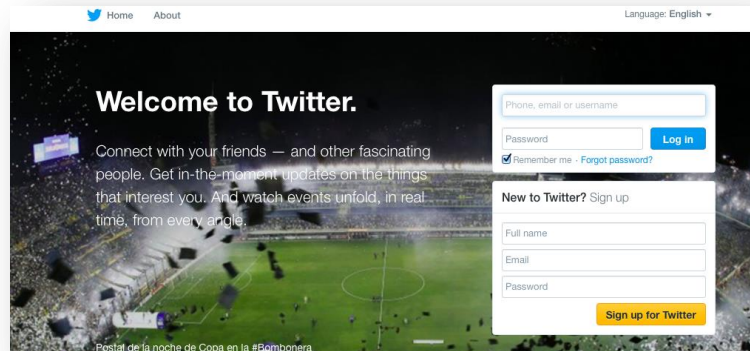 Home About
Language: English
Welcome to Twitter.
Connect with your friends — and other fascinating
people. Get in-the-moment updates on the things
that interest you. And watch events unfold, in real
time, from every angle.
Postal de la noche de Copa en la #Bombonera
Phone, email or username
Password Log in
Remember me · Forgot password?
New to Twitter? Sign up
Full name
Email
Password
Sign up for Twitter